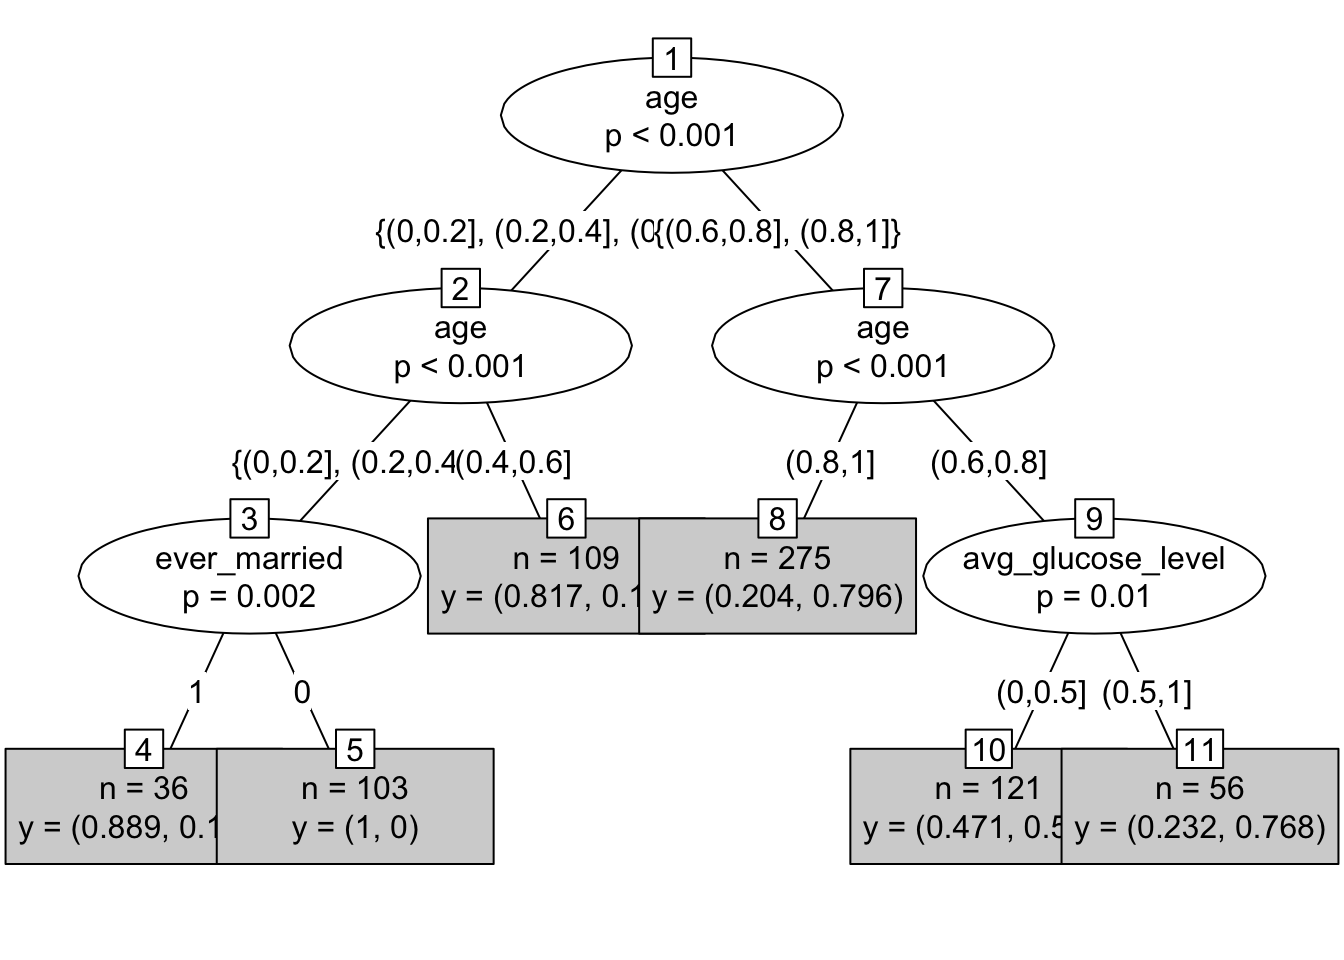 1
age
p < 0.001
{(0,0.2], (0.2,0.4], (0
{(0.6,0.8], (0.8,1]}
2
age
p < 0.001
7
age
p < 0.001
{(0,0.2], (0.2,0.4
(0.4,0.6]
(0.8,1]
(0.6,0.8]
3
ever_married
p = 0.002
6
n = 109
y = (0.817, 0.1
8
n = 275
y = (0.204, 0.796)
9
avg_glucose_level
p = 0.01
1
0
(0,0.5]
(0.5,1]
4
n = 36
y = (0.889, 0.1
5
n = 103
y = (1, 0)
10
n = 121
y = (0.471, 0.5
11
n = 56
y = (0.232, 0.768)